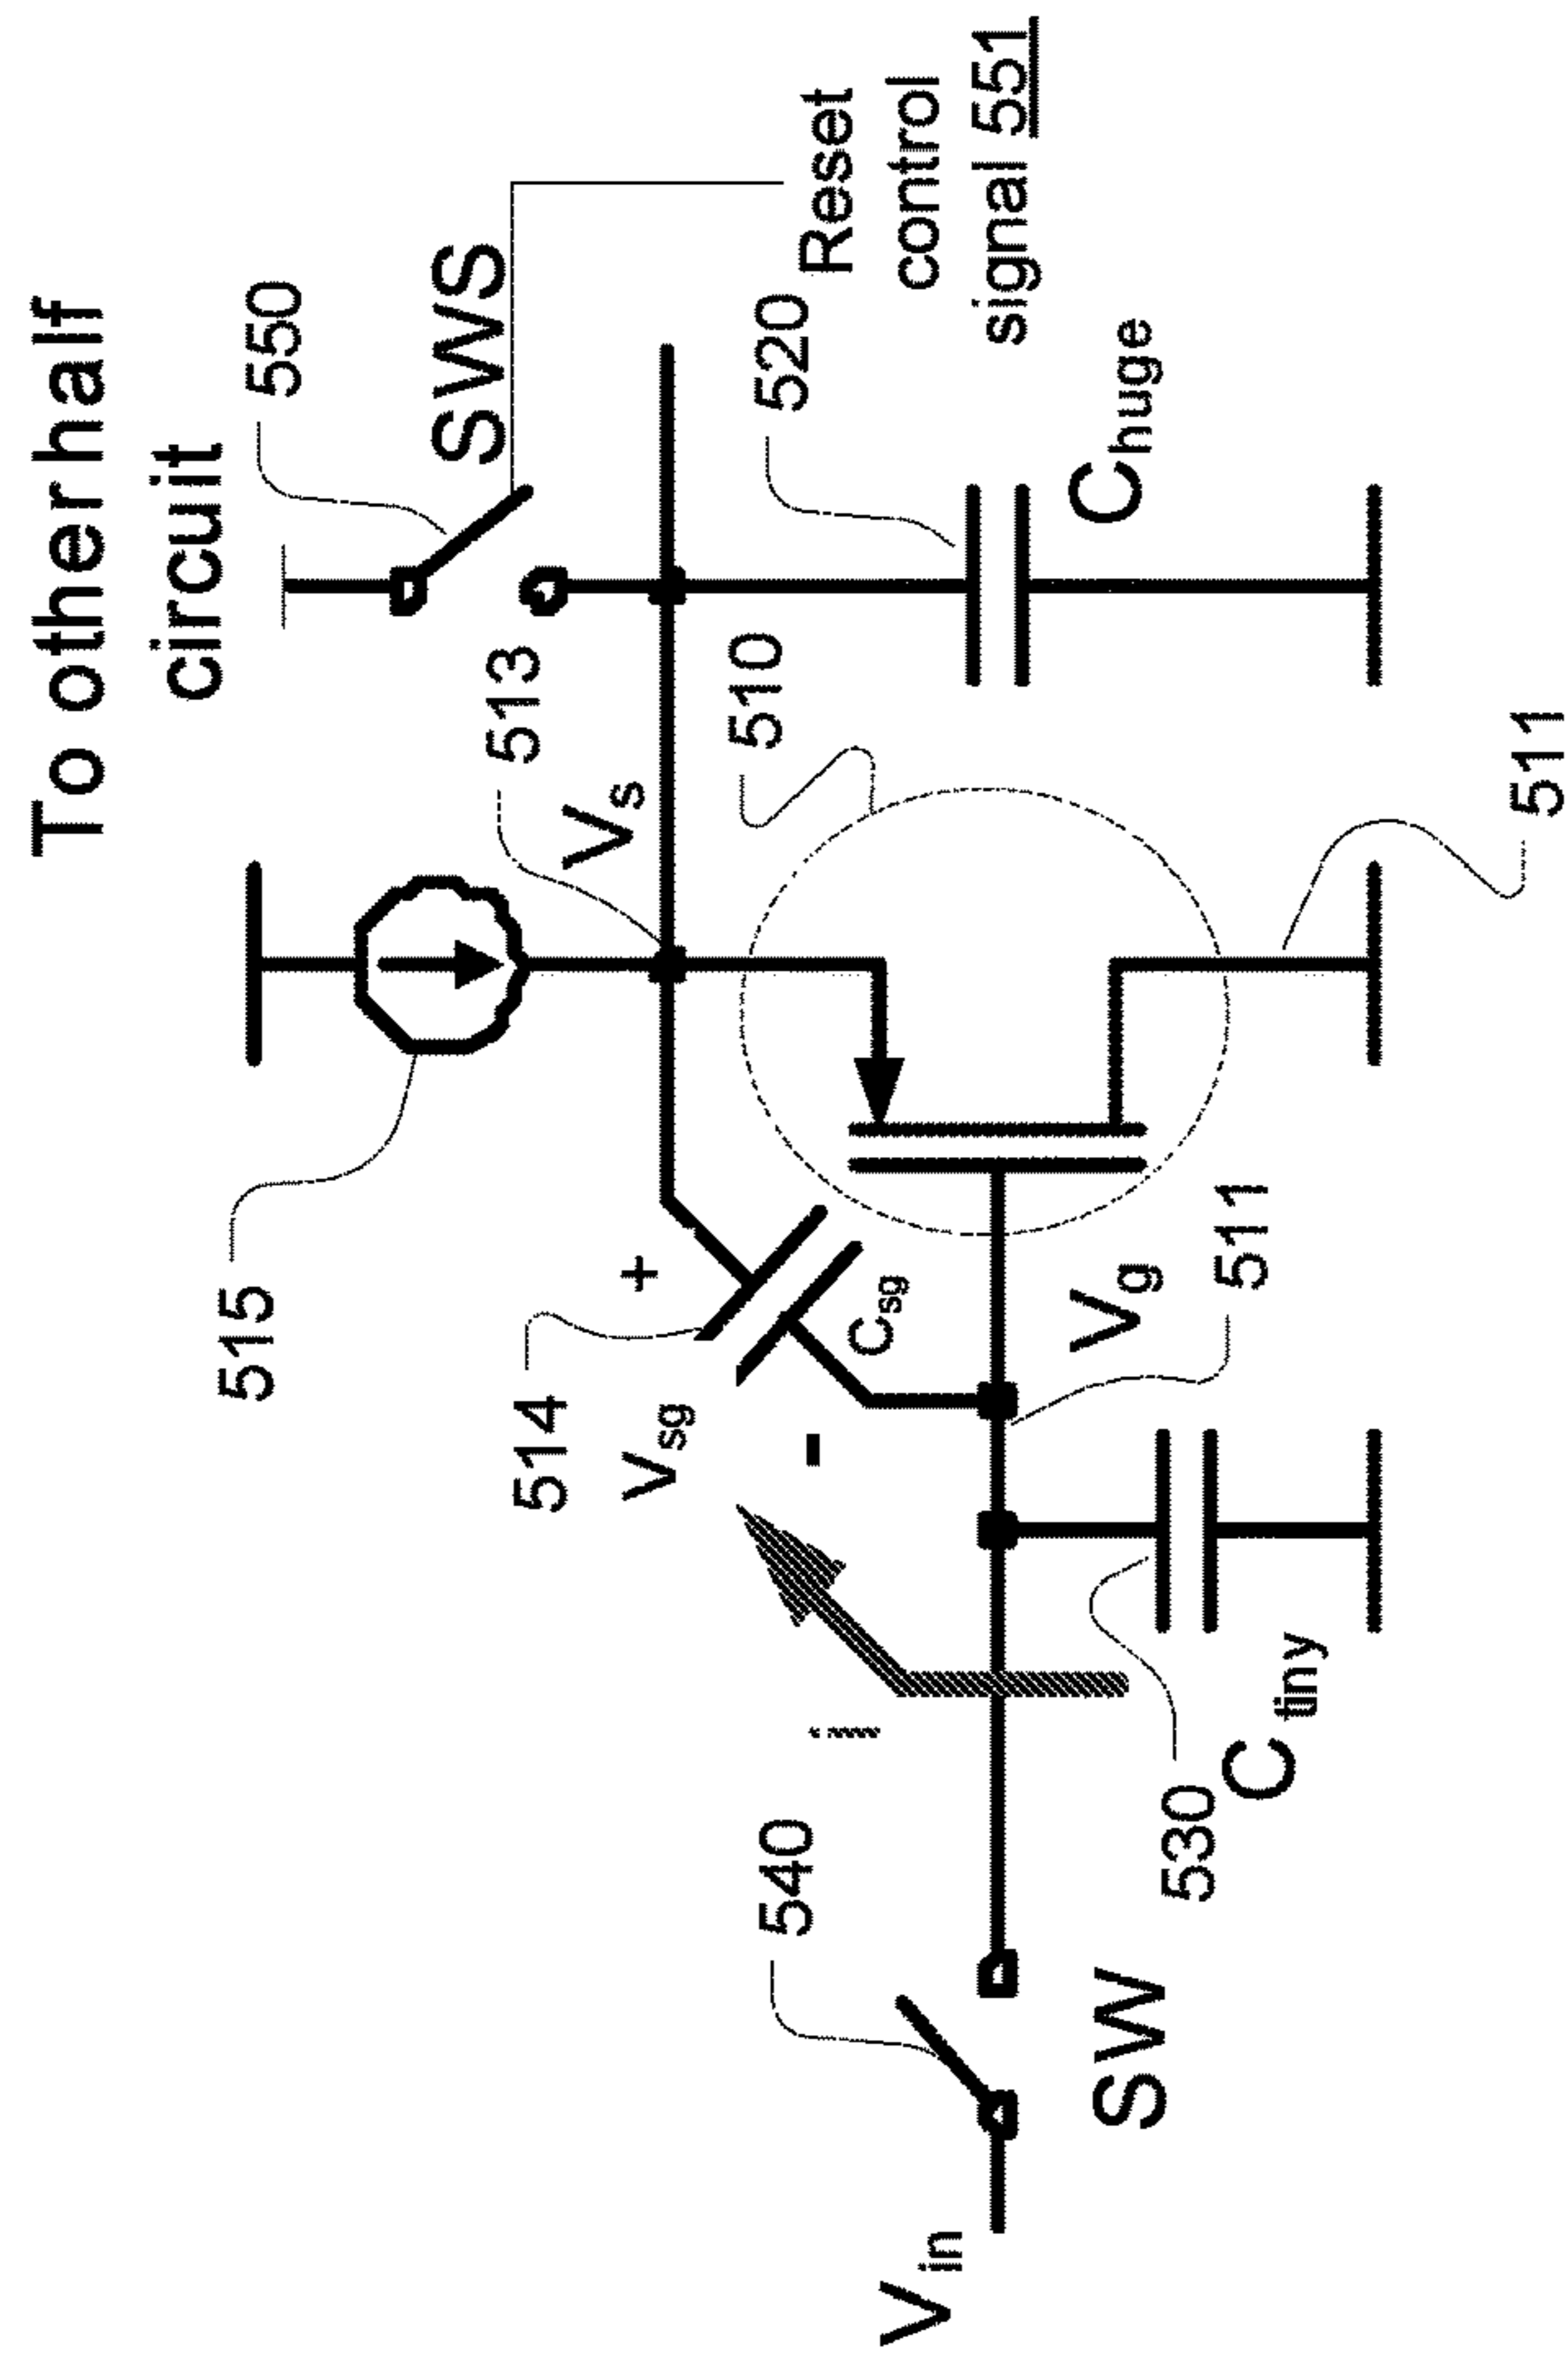 To other half
circuit
550
SWS
515
513
Vs
514
Vsg
+
-
Csg
510
520
Chuge
Reset
control
signal 551
i
540
Vin
SW
Vg
511
530
Ctiny
511